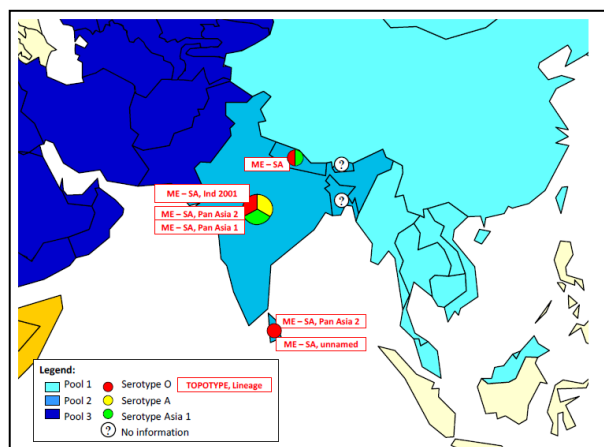 ME – SA
?
ME – SA, Ind 2001
ME – SA, Pan Asia 2
ME – SA, Pan Asia 1
?
ME – SA, Pan Asia 2
ME – SA, unnamed
Legend:
Pool 1
Pool 2
Pool 3
Serotype O
Serotype A
Serotype Asia 1
? No information
TOPOTYPE, Lineage